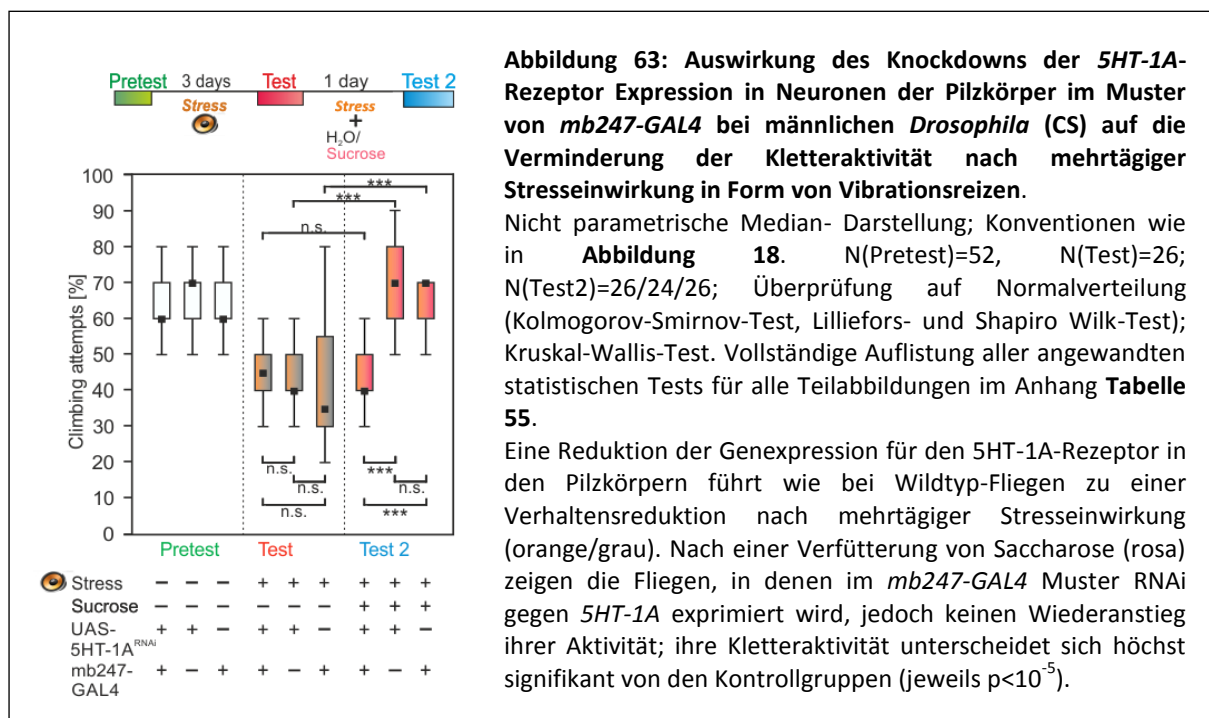 Pretest 3 days Test 1 day Test 2
Stress Stress
+
H2O/
Sucrose
Climbing attempts [%]
100
90
80
70
60
50
40
30
20
10
0
***
***
n.s.
n.s. *** n.s.
n.s.
n.s. ***
Pretest Test Test 2
Stress − − − + + + + + +
Sucrose − − − − − − + + +
UAS- + + − + + − + + −
5HT-1A^RNAi
mb247- + − + + − + + − +
GAL4
Abbildung 63: Auswirkung des Knockdowns der 5HT-1A-
Rezeptor Expression in Neuronen der Pilzkörper im Muster
von mb247-GAL4 bei männlichen Drosophila (CS) auf die
Verminderung der Kletteraktivität nach mehrtägiger
Stresseinwirkung in Form von Vibrationsreizen.
Nicht parametrische Median- Darstellung; Konventionen wie
in Abbildung 18. N(Pretest)=52, N(Test)=26;
N(Test2)=26/24/26; Überprüfung auf Normalverteilung
(Kolmogorov-Smirnov-Test, Lilliefors- und Shapiro Wilk-Test);
Kruskal-Wallis-Test. Vollständige Auflistung aller angewandten
statistischen Tests für alle Teilabbildungen im Anhang Tabelle
55.
Eine Reduktion der Genexpression für den 5HT-1A-Rezeptor in
den Pilzkörpern führt wie bei Wildtyp-Fliegen zu einer
Verhaltensreduktion nach mehrtägiger Stresseinwirkung
(orange/grau). Nach einer Verfütterung von Saccharose (rosa)
zeigen die Fliegen, in denen im mb247-GAL4 Muster RNAi
gegen 5HT-1A exprimiert wird, jedoch keinen Wiederanstieg
ihrer Aktivität; ihre Kletteraktivität unterscheidet sich höchst
signifikant von den Kontrollgruppen (jeweils p<10^-5).